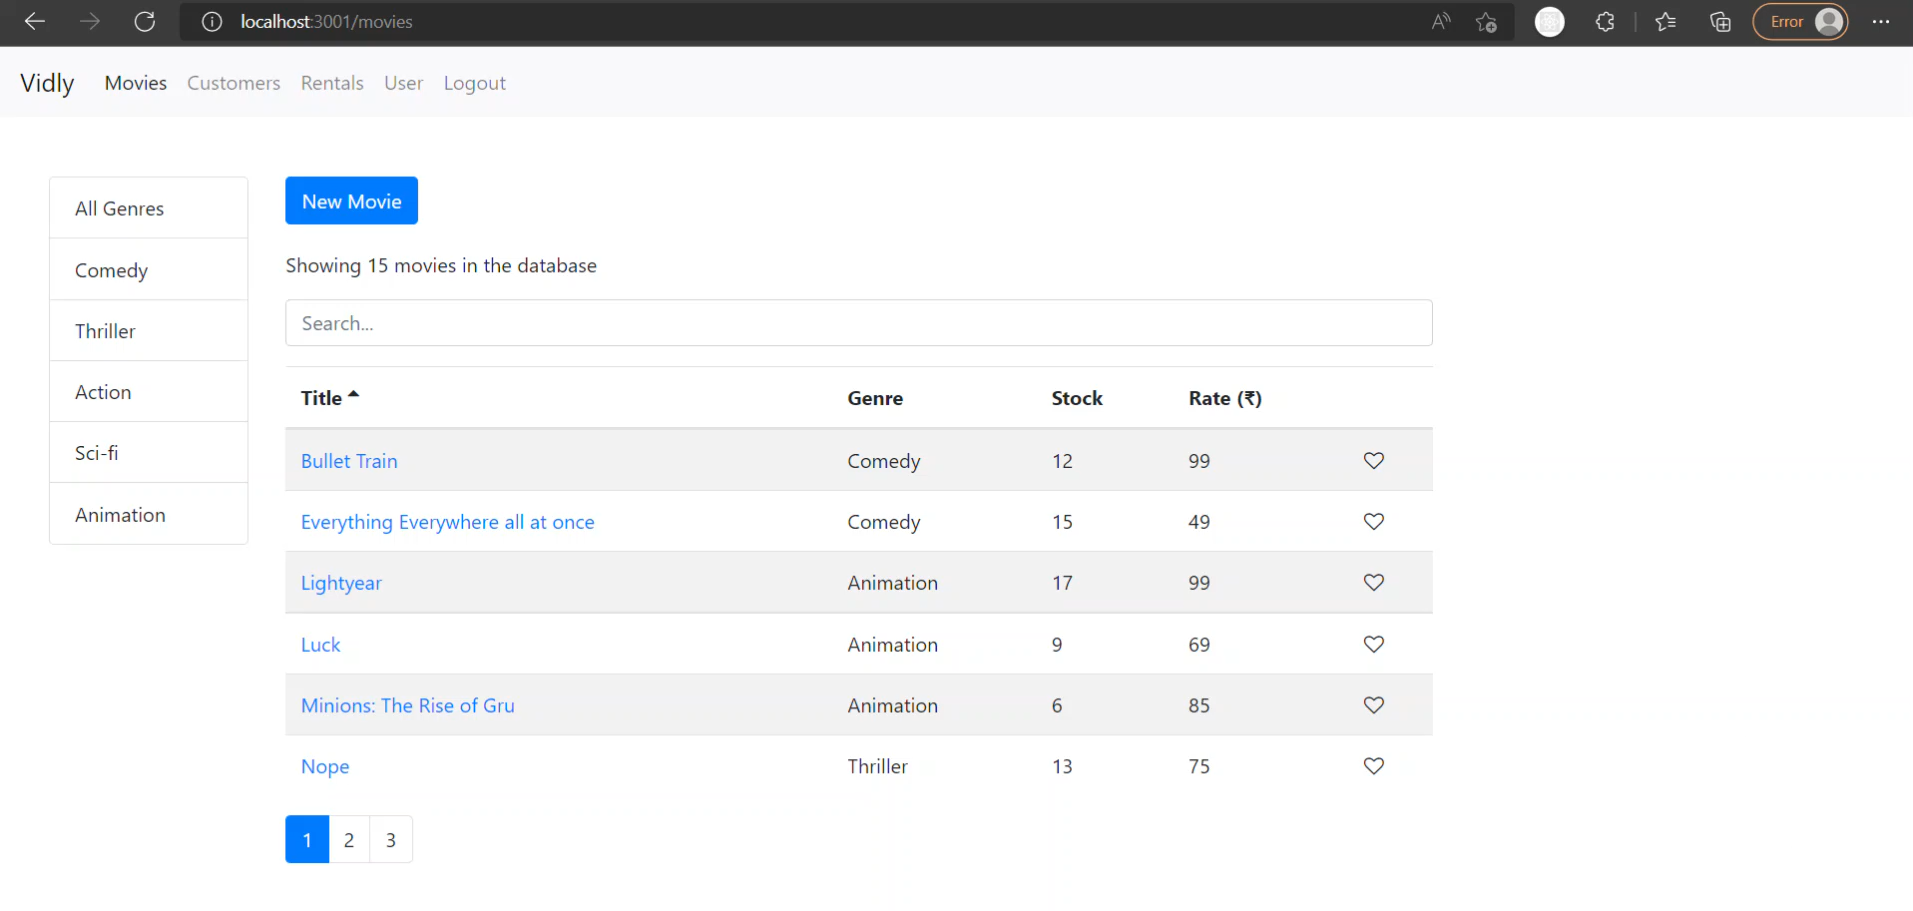 localhost:3001/movies
Error
Vidly Movies Customers Rentals User Logout
All Genres
Comedy
Thriller
Action
Sci-fi
Animation
New Movie
Showing 15 movies in the database
Search...
Title Genre Stock Rate (₹)
Bullet Train Comedy 12 99
Everything Everywhere all at once Comedy 15 49
Lightyear Animation 17 99
Luck Animation 9 69
Minions: The Rise of Gru Animation 6 85
Nope Thriller 13 75
1 2 3